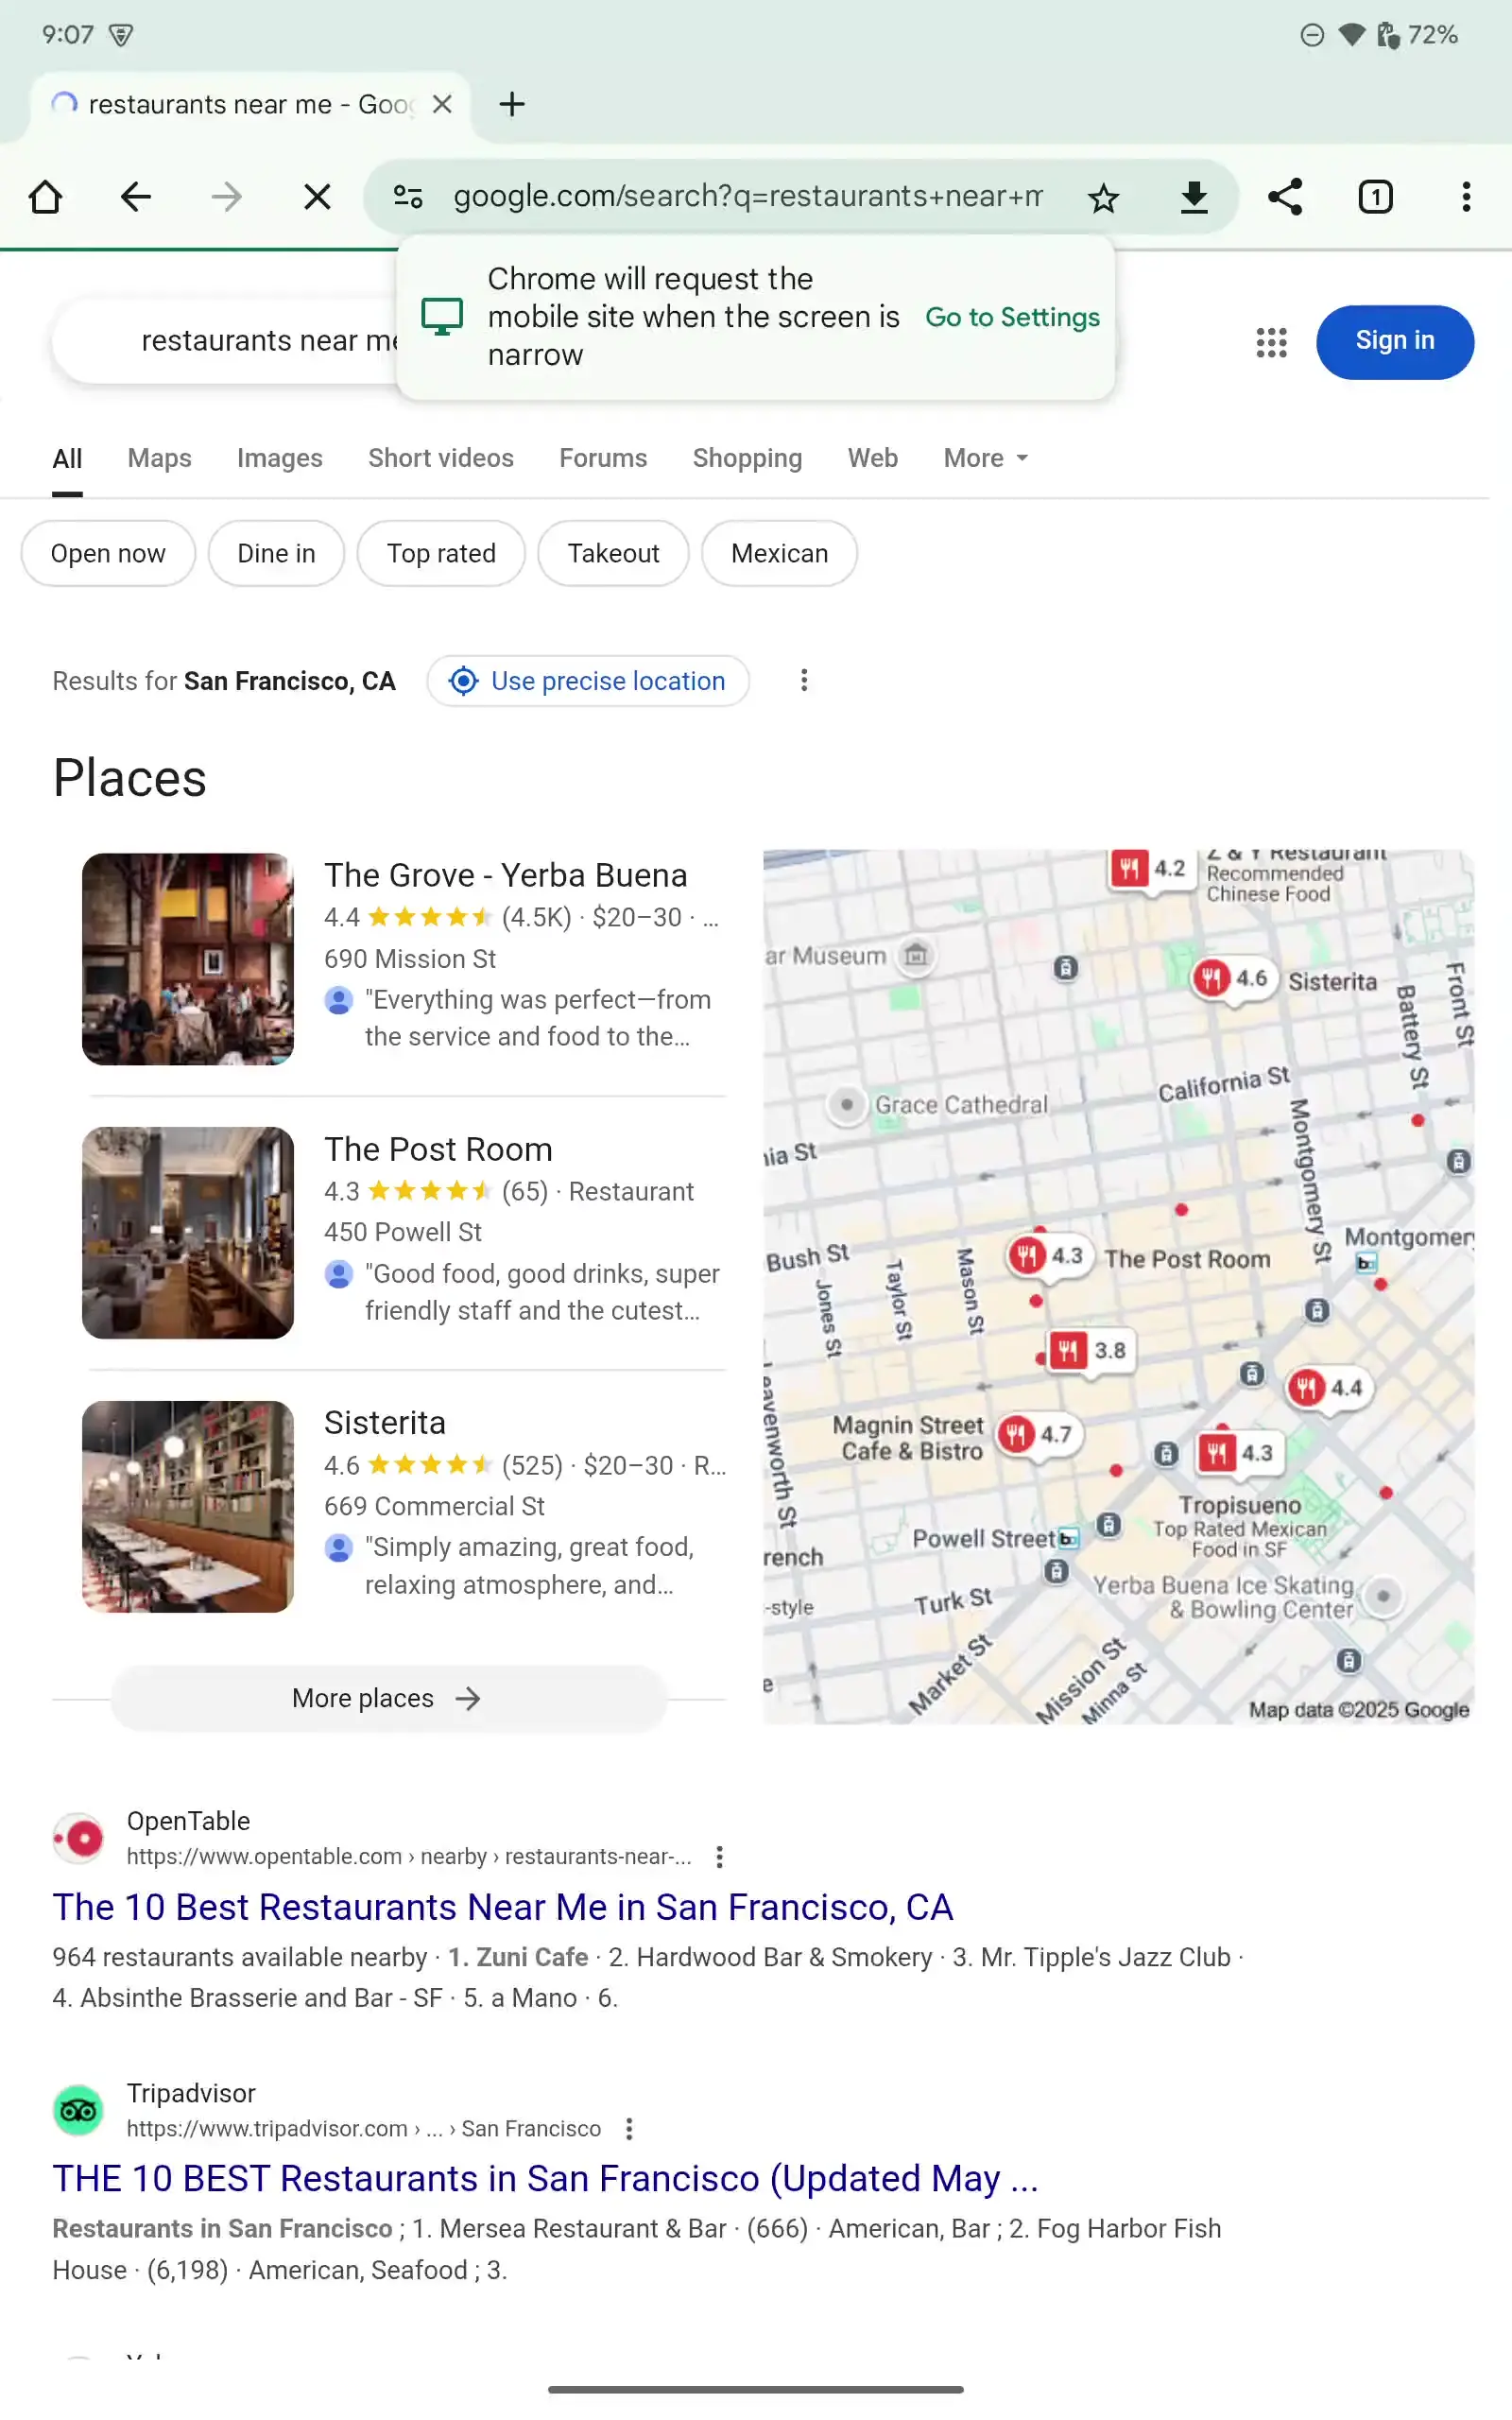 9:07
72%
restaurants near me - Goog
google.com/search?q=restaurants+near+m
1
Chrome will request the
mobile site when the screen is
narrow
Go to Settings
restaurants near me
Sign in
All Maps Images Short videos Forums Shopping Web More
Open now Dine in Top rated Takeout Mexican
Results for San Francisco, CA
Use precise location
Places
The Grove - Yerba Buena
4.4 (4.5K) · $20–30 · ...
690 Mission St
"Everything was perfect—from
the service and food to the...
The Post Room
4.3 (65) · Restaurant
450 Powell St
"Good food, good drinks, super
friendly staff and the cutest...
Sisterita
4.6 (525) · $20–30 · R...
669 Commercial St
"Simply amazing, great food,
relaxing atmosphere, and...
More places
4.2
Z & Y Restaurant
Recommended
Chinese Food
ar Museum
4.6
Sisterita
Front St
Battery St
California St
Grace Cathedral
Montgomery St
nia St
Montgomery
Bush St
4.3
The Post Room
Jones St
Taylor St
Mason St
3.8
4.4
Leavenworth St
Magnin Street
Cafe & Bistro
4.7
4.3
Tropisueno
Top Rated Mexican
Food in SF
Powell Street
rench
-style
Turk St
Yerba Buena Ice Skating
& Bowling Center
Market St
Mission St
Minna St
e
Map data ©2025 Google
OpenTable
https://www.opentable.com › nearby › restaurants-near-...
The 10 Best Restaurants Near Me in San Francisco, CA
964 restaurants available nearby · 1. Zuni Cafe · 2. Hardwood Bar & Smokery · 3. Mr. Tipple's Jazz Club ·
4. Absinthe Brasserie and Bar - SF · 5. a Mano · 6.
Tripadvisor
https://www.tripadvisor.com › ... › San Francisco
THE 10 BEST Restaurants in San Francisco (Updated May ...
Restaurants in San Francisco ; 1. Mersea Restaurant & Bar · (666) · American, Bar ; 2. Fog Harbor Fish
House · (6,198) · American, Seafood ; 3.